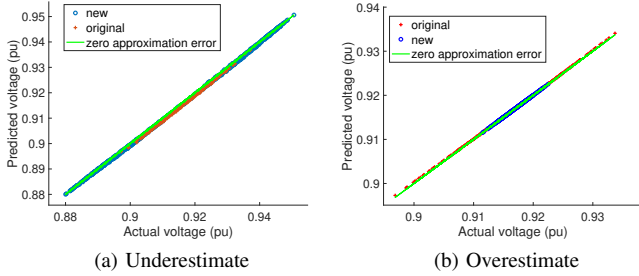 new
original
zero approximation error
0.95
0.94
0.93
0.92
0.91
0.9
0.89
0.88
Predicted voltage (pu)
0.88 0.9 0.92 0.94
Actual voltage (pu)
(a) Underestimate
original
new
zero approximation error
0.94
0.93
0.92
0.91
0.9
Predicted voltage (pu)
0.9 0.91 0.92 0.93
Actual voltage (pu)
(b) Overestimate